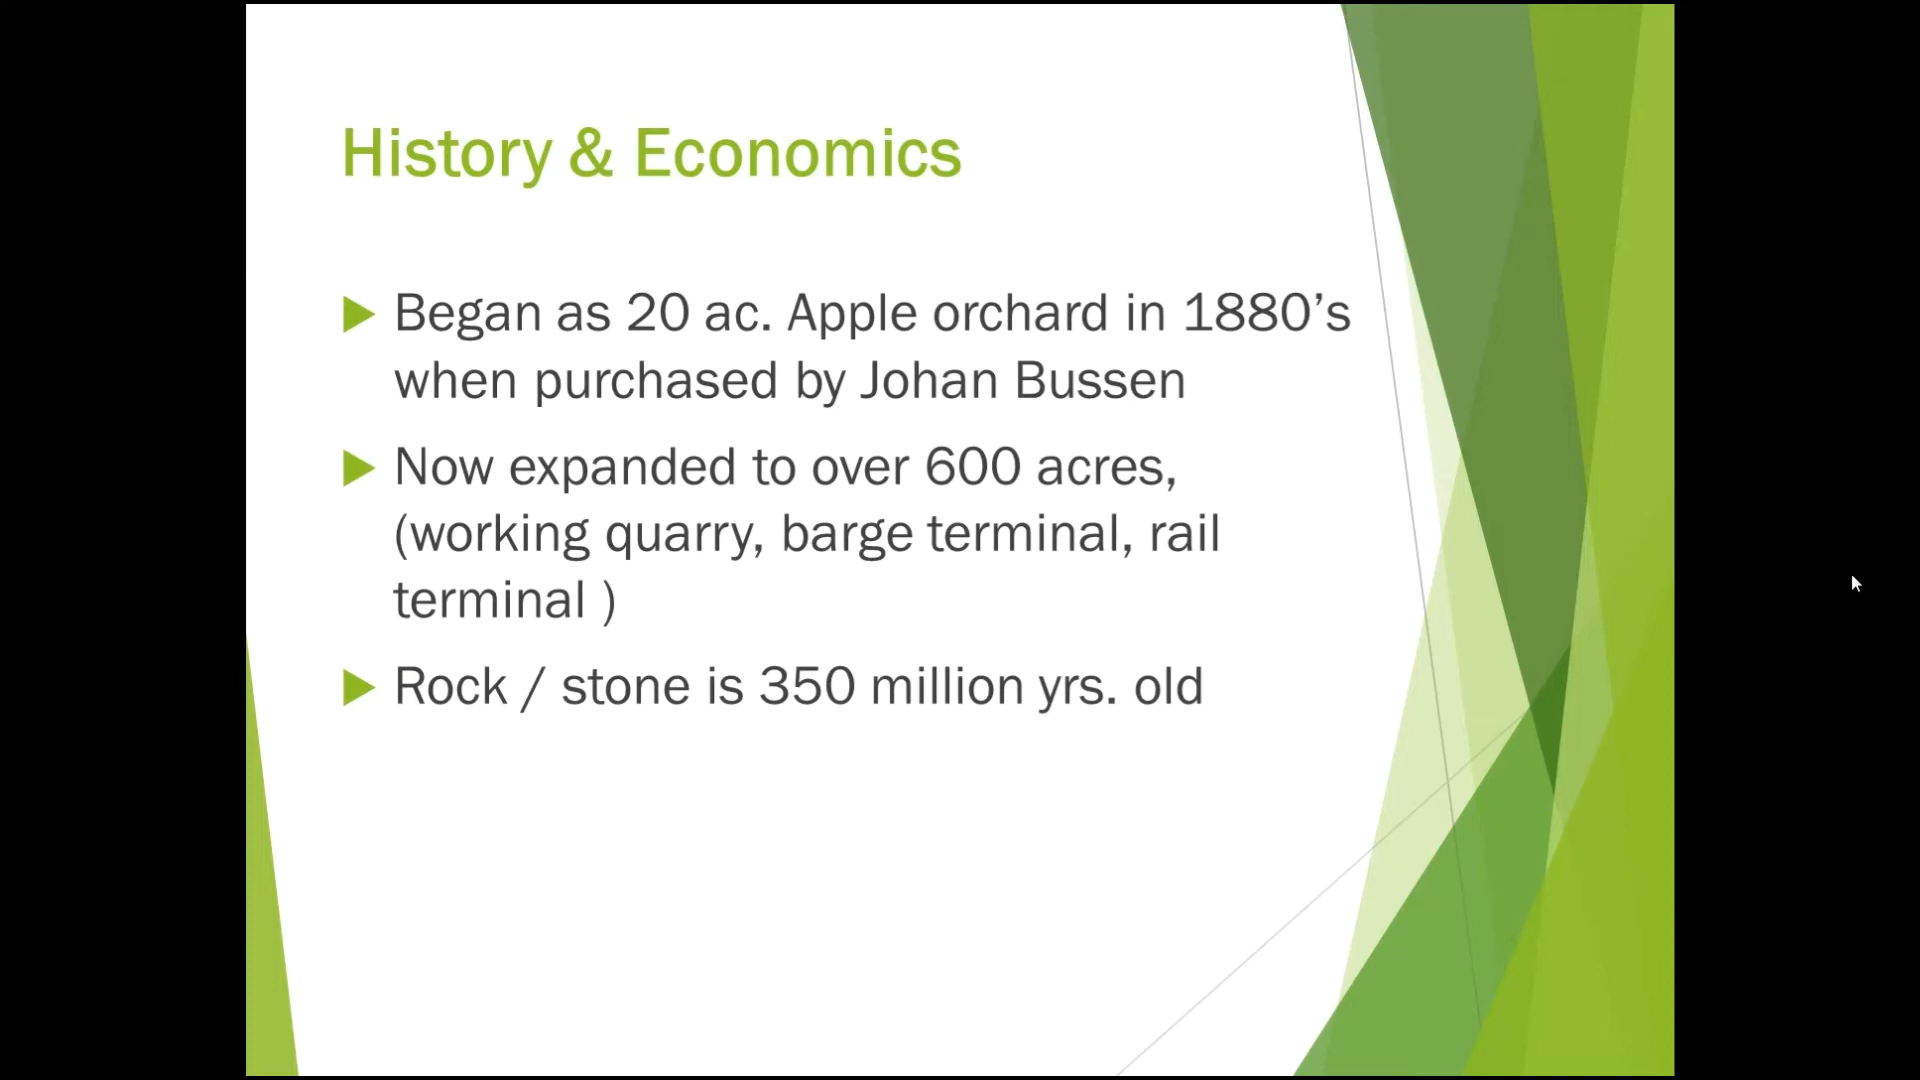 History & Economics
Began as 20 ac. Apple orchard in 1880’s
when purchased by Johan Bussen
Now expanded to over 600 acres,
(working quarry, barge terminal, rail
terminal )
Rock / stone is 350 million yrs. old